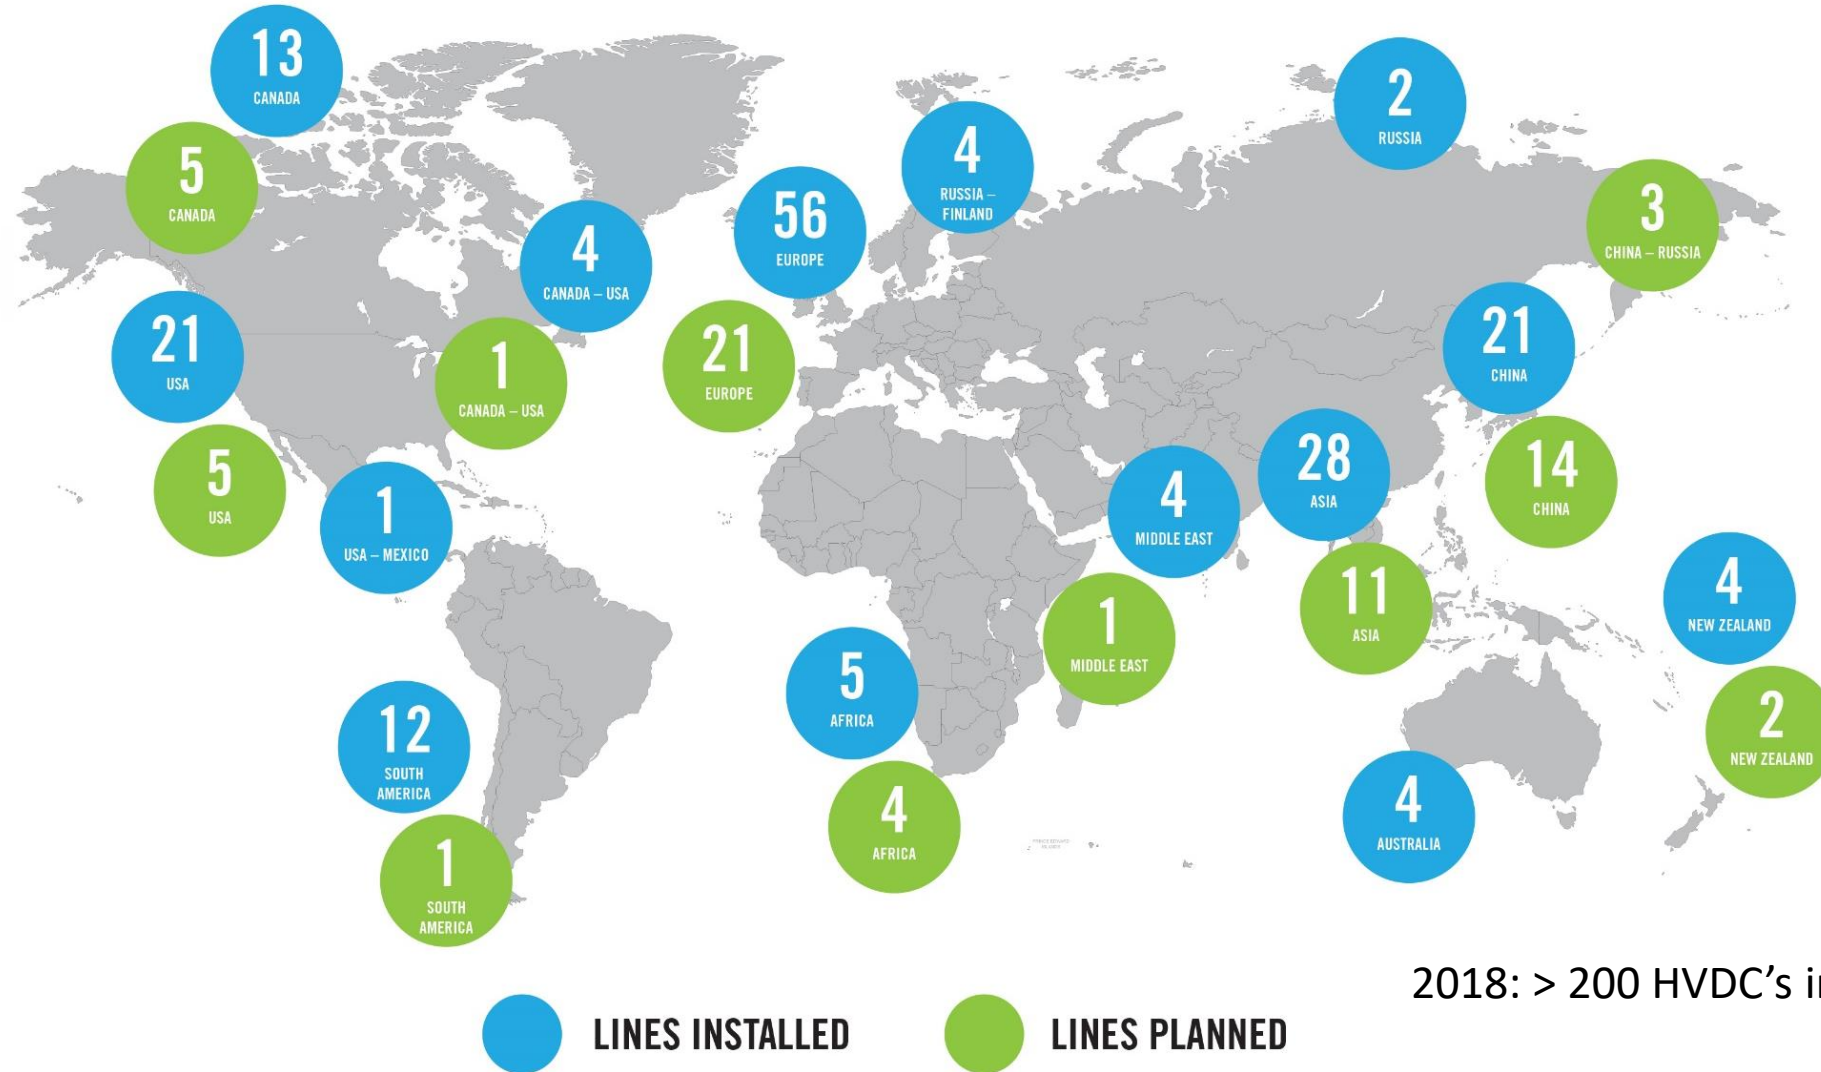 13
CANADA
5
CANADA
4
CANADA – USA
21
USA
1
CANADA – USA
5
USA
1
USA – MEXICO
12
SOUTH
AMERICA
1
SOUTH
AMERICA
56
EUROPE
21
EUROPE
4
RUSSIA –
FINLAND
2
RUSSIA
3
CHINA – RUSSIA
21
CHINA
14
CHINA
28
ASIA
11
ASIA
4
MIDDLE EAST
1
MIDDLE EAST
5
AFRICA
4
AFRICA
4
NEW ZEALAND
2
NEW ZEALAND
4
AUSTRALIA
PRINCE EDWARD
ISLANDS
2018: > 200 HVDC’s
LINES INSTALLED
LINES PLANNED